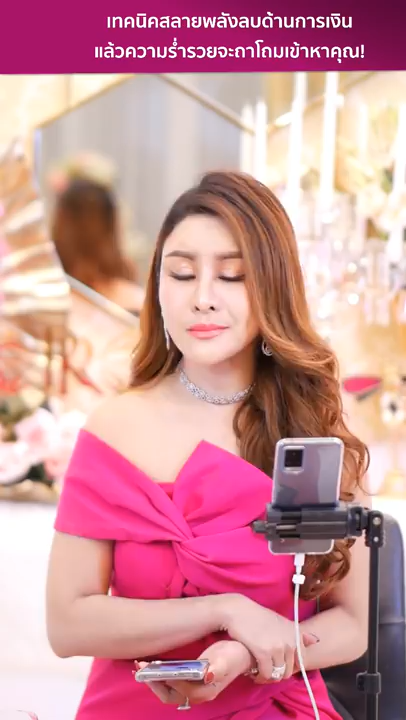 เทคนิคสลายพลังลบด้านการเงิน
แล้วความร่ำรวยจะถาโถมเข้าหาคุณ!